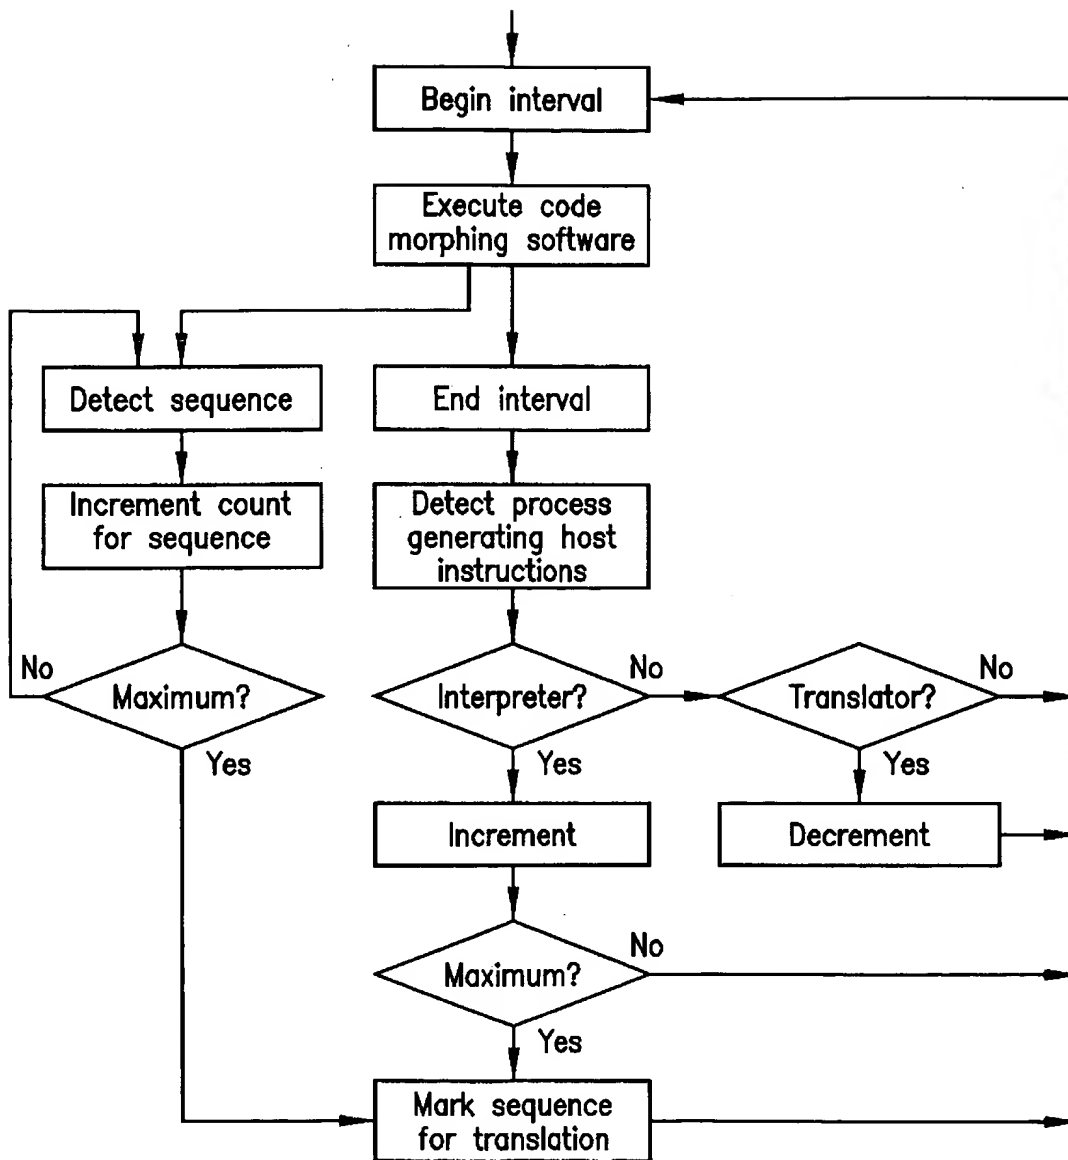 Begin interval
Execute code
morphing software
Detect sequence
End interval
Increment count
for sequence
Detect process
generating host
instructions
No
Maximum?
Yes
Interpreter?
No
Yes
Translator?
No
Yes
Increment
Decrement
Maximum?
No
Yes
Mark sequence
for translation